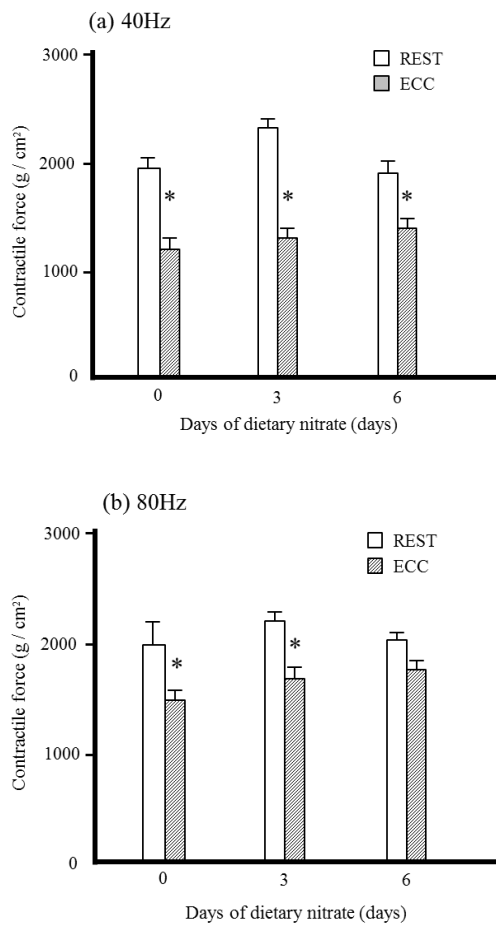 (a) 40Hz
3000
REST
ECC
2000
*
*
*
1000
0
0 3 6
Contractile force (g / cm²)
Days of dietary nitrate (days)
(b) 80Hz
3000
REST
ECC
2000
*
*
1000
0
0 3 6
Contractile force (g / cm²)
Days of dietary nitrate (days)